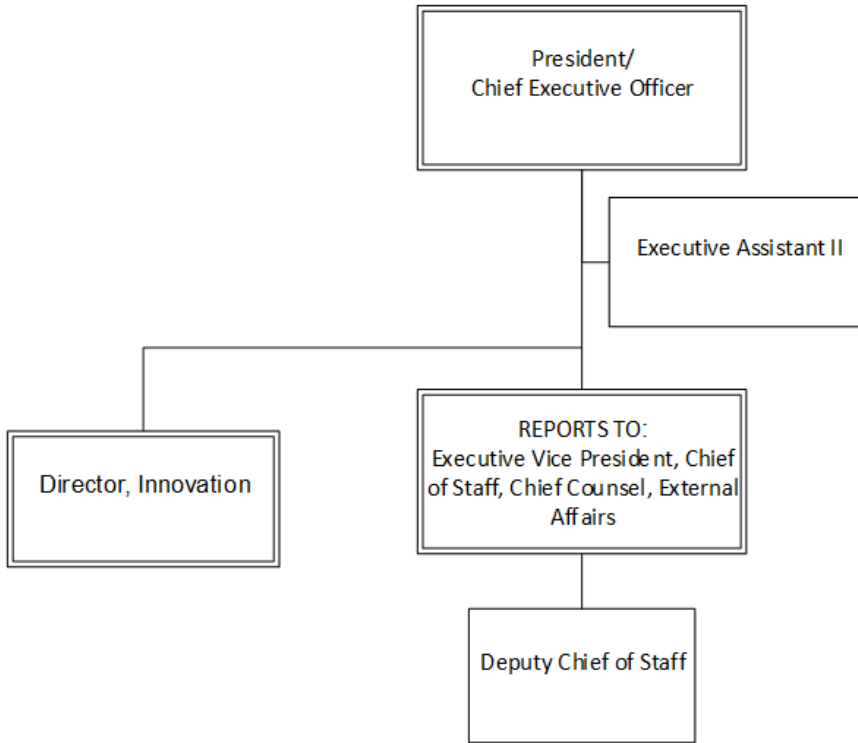 President/
Chief Executive Officer
Executive Assistant II
Director, Innovation
REPORTS TO:
Executive Vice President, Chief
of Staff, Chief Counsel, External
Affairs
Deputy Chief of Staff